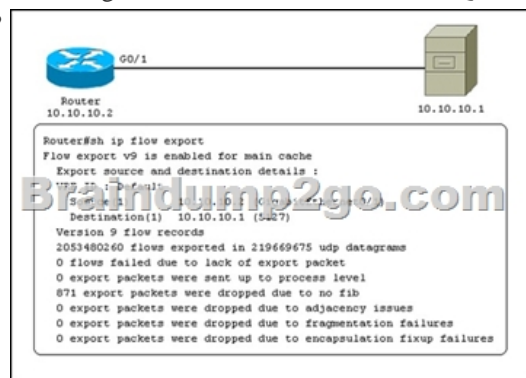 G0/1
Router
10.10.10.2
10.10.10.1
Router#sh ip flow export
Flow export v9 is enabled for main cache
Export source and destination details :
VRF ID : Default
Destination(1) 10.10.10.1
Version 9 flow records
2053480260 flows exported in 219669675 udp datagrams
0 flows failed due to lack of export packet
0 export packets were sent up to process level
871 export packets were dropped due to no fib
0 export packets were dropped due to adjacency issues
0 export packets were dropped due to fragmentation failures
0 export packets were dropped due to encapsulation fixup failures
Braindump2go.com